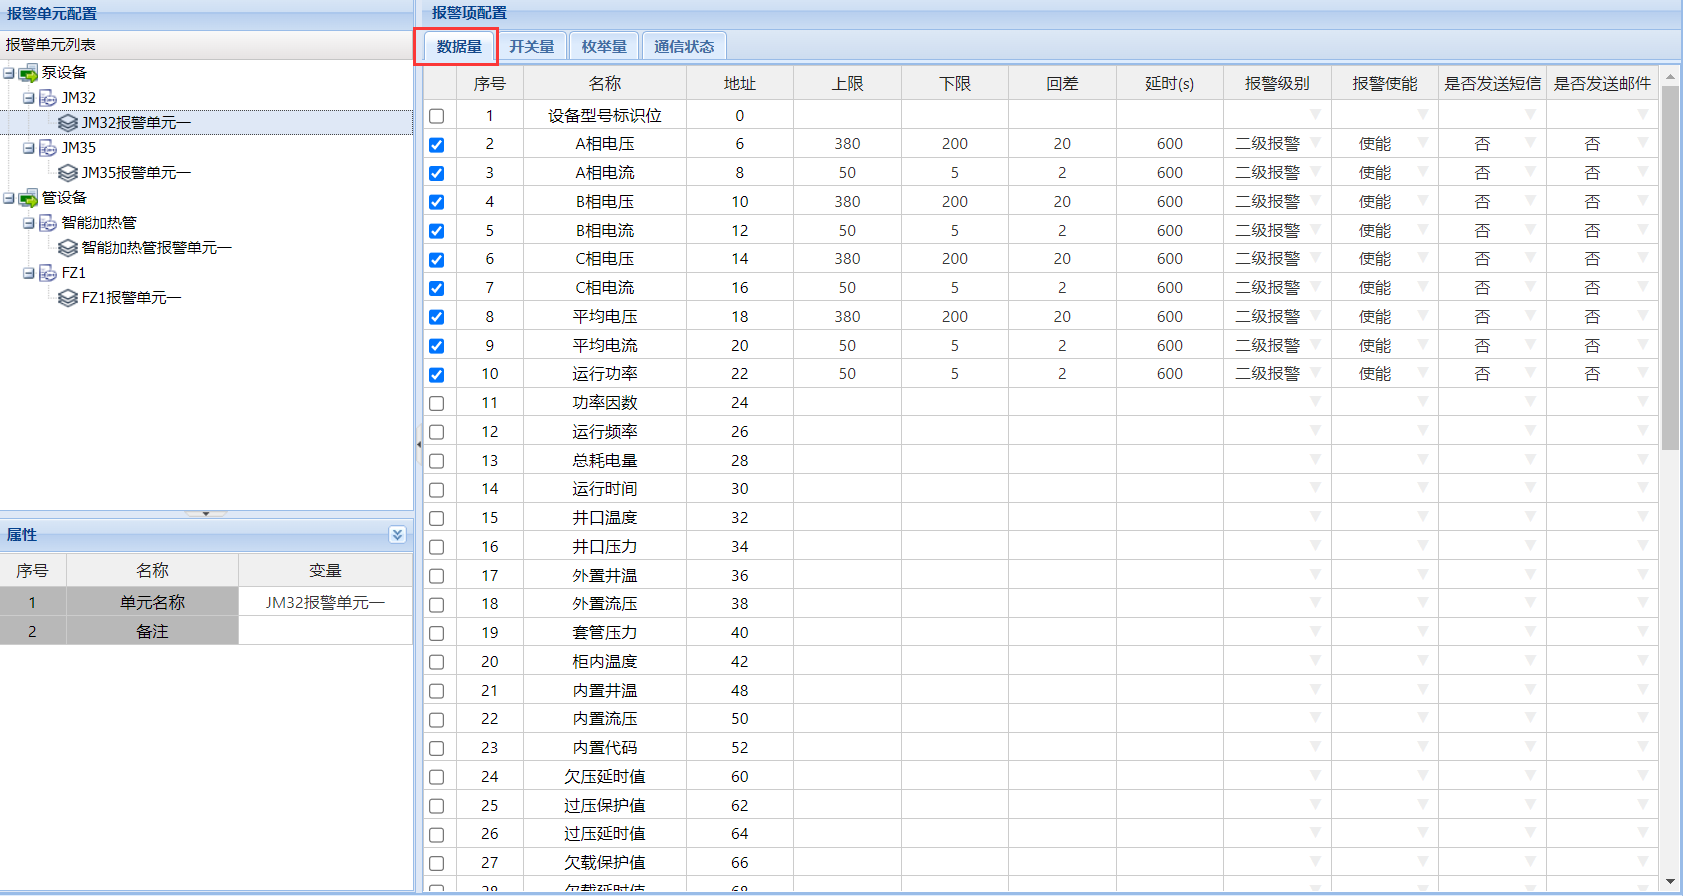 报警单元配置
报警单元列表
泵设备
JM32
JM32报警单元一
JM35
JM35报警单元一
管设备
智能加热管
智能加热管报警单元一
FZ1
FZ1报警单元一
属性
序号 名称 变量
1 单元名称 JM32报警单元一
2 备注
报警项配置
数据量 开关量 枚举量 通信状态
序号 名称 地址 上限 下限 回差 延时(s) 报警级别 报警使能 是否发送短信 是否发送邮件
1 设备型号标识位 0
2 A相电压 6 380 200 20 600 二级报警 使能 否 否
3 A相电流 8 50 5 2 600 二级报警 使能 否 否
4 B相电压 10 380 200 20 600 二级报警 使能 否 否
5 B相电流 12 50 5 2 600 二级报警 使能 否 否
6 C相电压 14 380 200 20 600 二级报警 使能 否 否
7 C相电流 16 50 5 2 600 二级报警 使能 否 否
8 平均电压 18 380 200 20 600 二级报警 使能 否 否
9 平均电流 20 50 5 2 600 二级报警 使能 否 否
10 运行功率 22 50 5 2 600 二级报警 使能 否 否
11 功率因数 24
12 运行频率 26
13 总耗电量 28
14 运行时间 30
15 井口温度 32
16 井口压力 34
17 外置井温 36
18 外置流压 38
19 套管压力 40
20 柜内温度 42
21 内置井温 48
22 内置流压 50
23 内置代码 52
24 欠压延时值 60
25 过压保护值 62
26 过压延时值 64
27 欠载保护值 66
28 欠载延时值 68